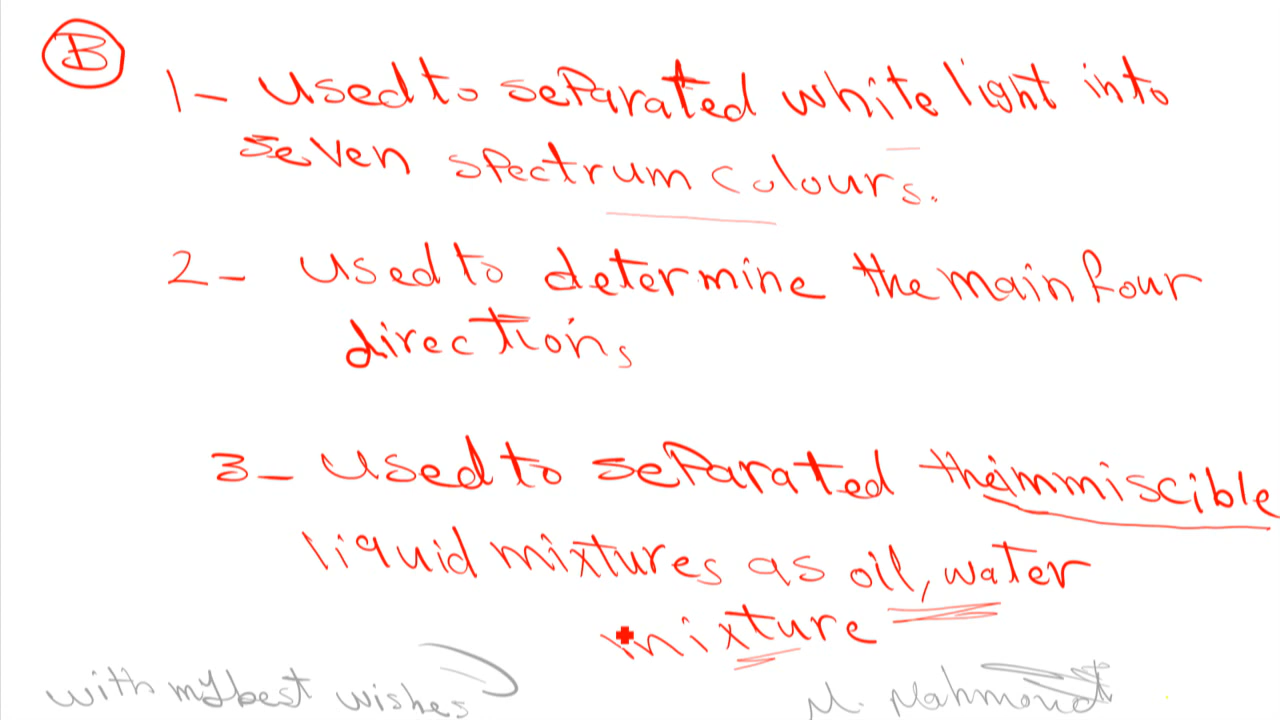 B
1- Used to separated white light into
seven spectrum colours.
2- Used to determine the main four
directions
3- Used to separated the immiscible
liquid mixtures as oil, water
mixture
with my best wishes
M. Mahmoud